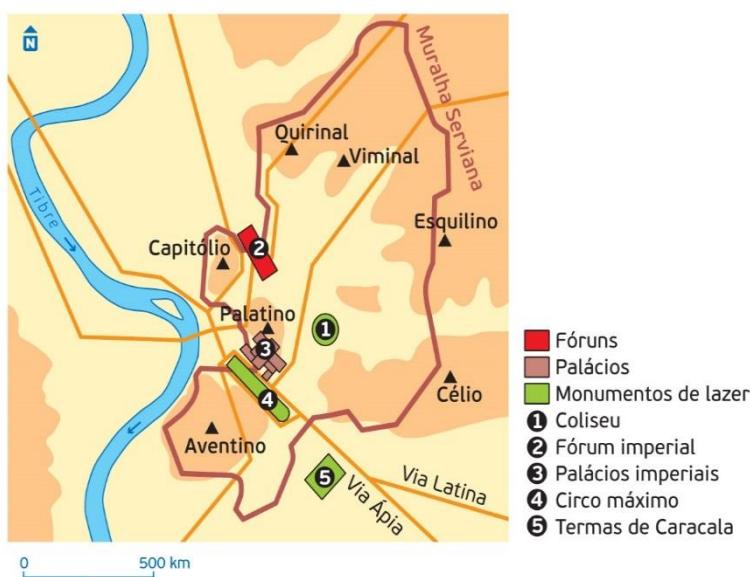 N
Muralha Serviana
Quirinal
Viminal
Tibre
Esquilino
Capitólio
2
Palatino
1
3
Célio
4
Aventino
5
Via Latina
Via Ápia
0 500 km
Fóruns
Palácios
Monumentos de lazer
1 Coliseu
2 Fórum imperial
3 Palácios imperiais
4 Circo máximo
5 Termas de Caracala